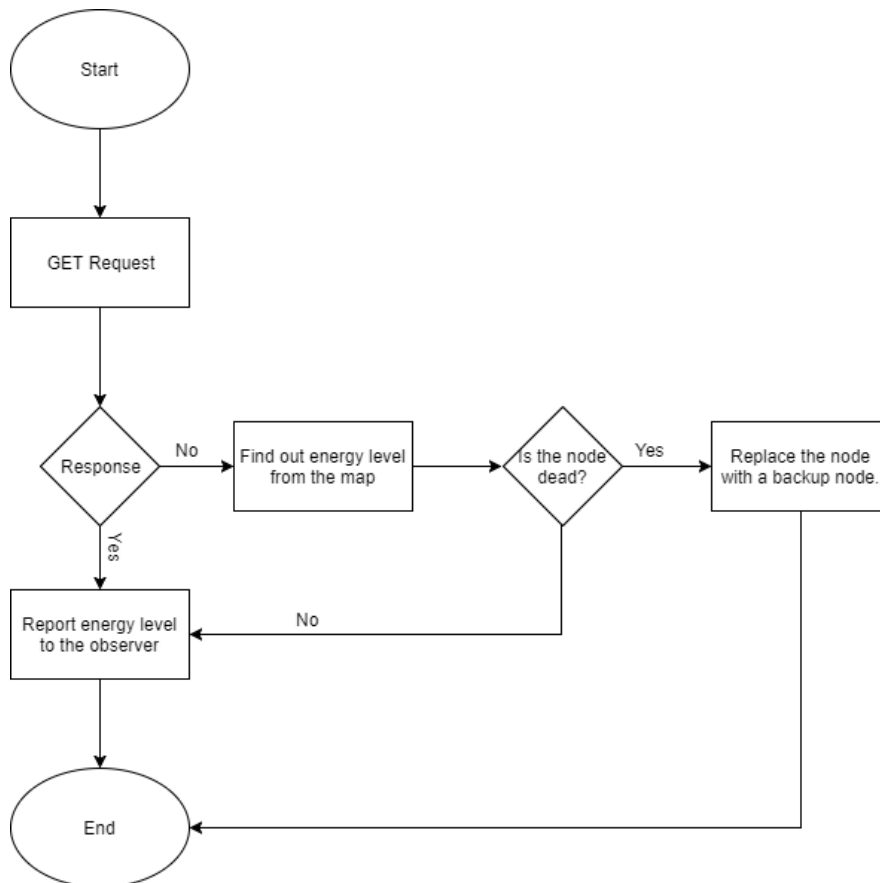 Start
GET Request
Response
No
Find out energy level
from the map
Is the node
dead?
Yes
Replace the node
with a backup node.
Yes
Report energy level
to the observer
No
End